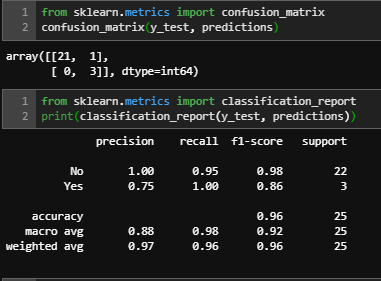 1 from sklearn.metrics import confusion_matrix
2 confusion_matrix(y_test, predictions)
array([[21, 1],
[ 0, 3]], dtype=int64)
1 from sklearn.metrics import classification_report
2 print(classification_report(y_test, predictions))
precision recall f1-score support
No 1.00 0.95 0.98 22
Yes 0.75 1.00 0.86 3
accuracy 0.96 25
macro avg 0.88 0.98 0.92 25
weighted avg 0.97 0.96 0.96 25